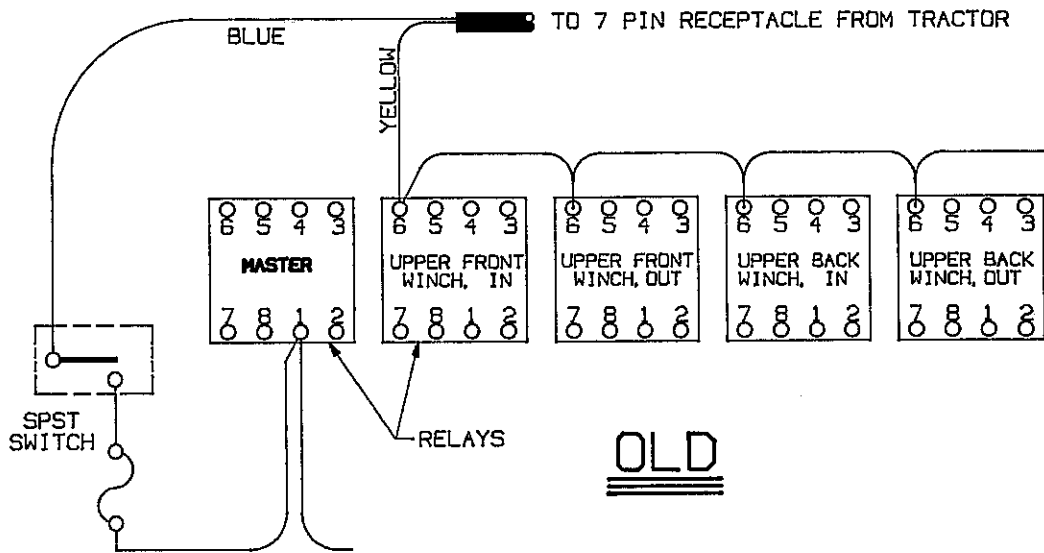 TO 7 PIN RECEPTACLE FROM TRACTOR
BLUE
YELLOW
6 5 4 3
MASTER
7 8 1 2
6 5 4 3
UPPER FRONT
WINCH, IN
7 8 1 2
6 5 4 3
UPPER FRONT
WINCH, OUT
7 8 1 2
6 5 4 3
UPPER BACK
WINCH, IN
7 8 1 2
6 5 4 3
UPPER BACK
WINCH, OUT
7 8 1 2
SPST
SWITCH
RELAYS
OLD